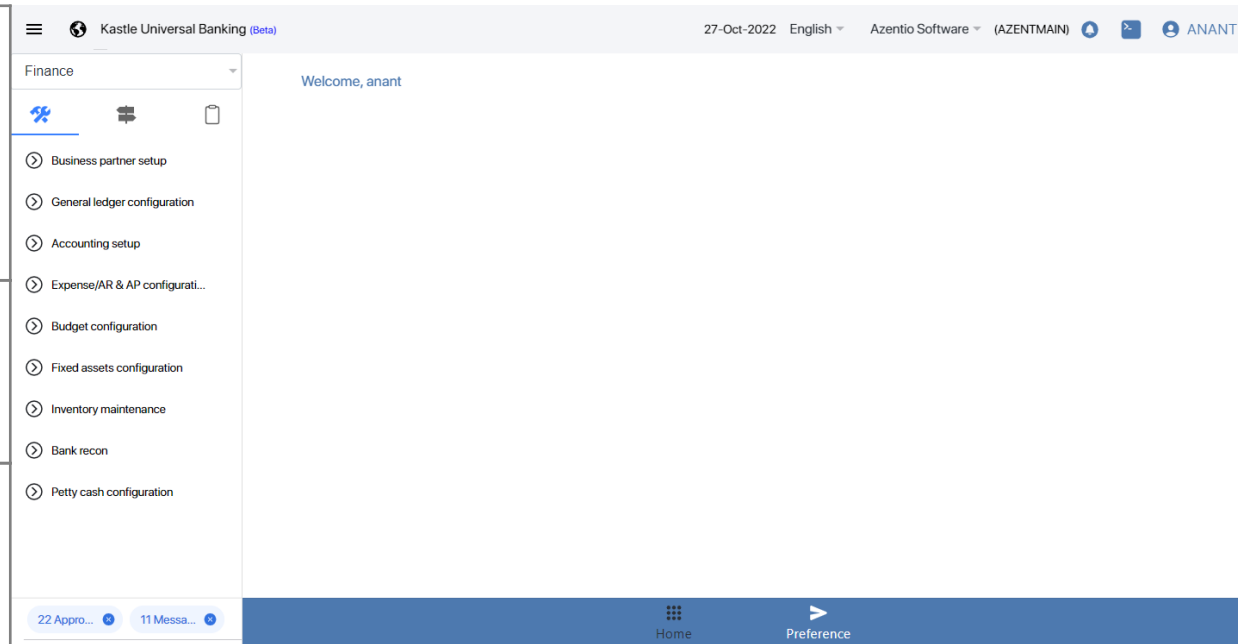 Kastle Universal Banking (Beta)
27-Oct-2022 English Azentio Software (AZENTMAIN) ANANT
Finance
Welcome, anant
Business partner setup
General ledger configuration
Accounting setup
Expense/AR & AP configurati...
Budget configuration
Fixed assets configuration
Inventory maintenance
Bank recon
Petty cash configuration
22 Appro... 11 Messa...
Home Preference